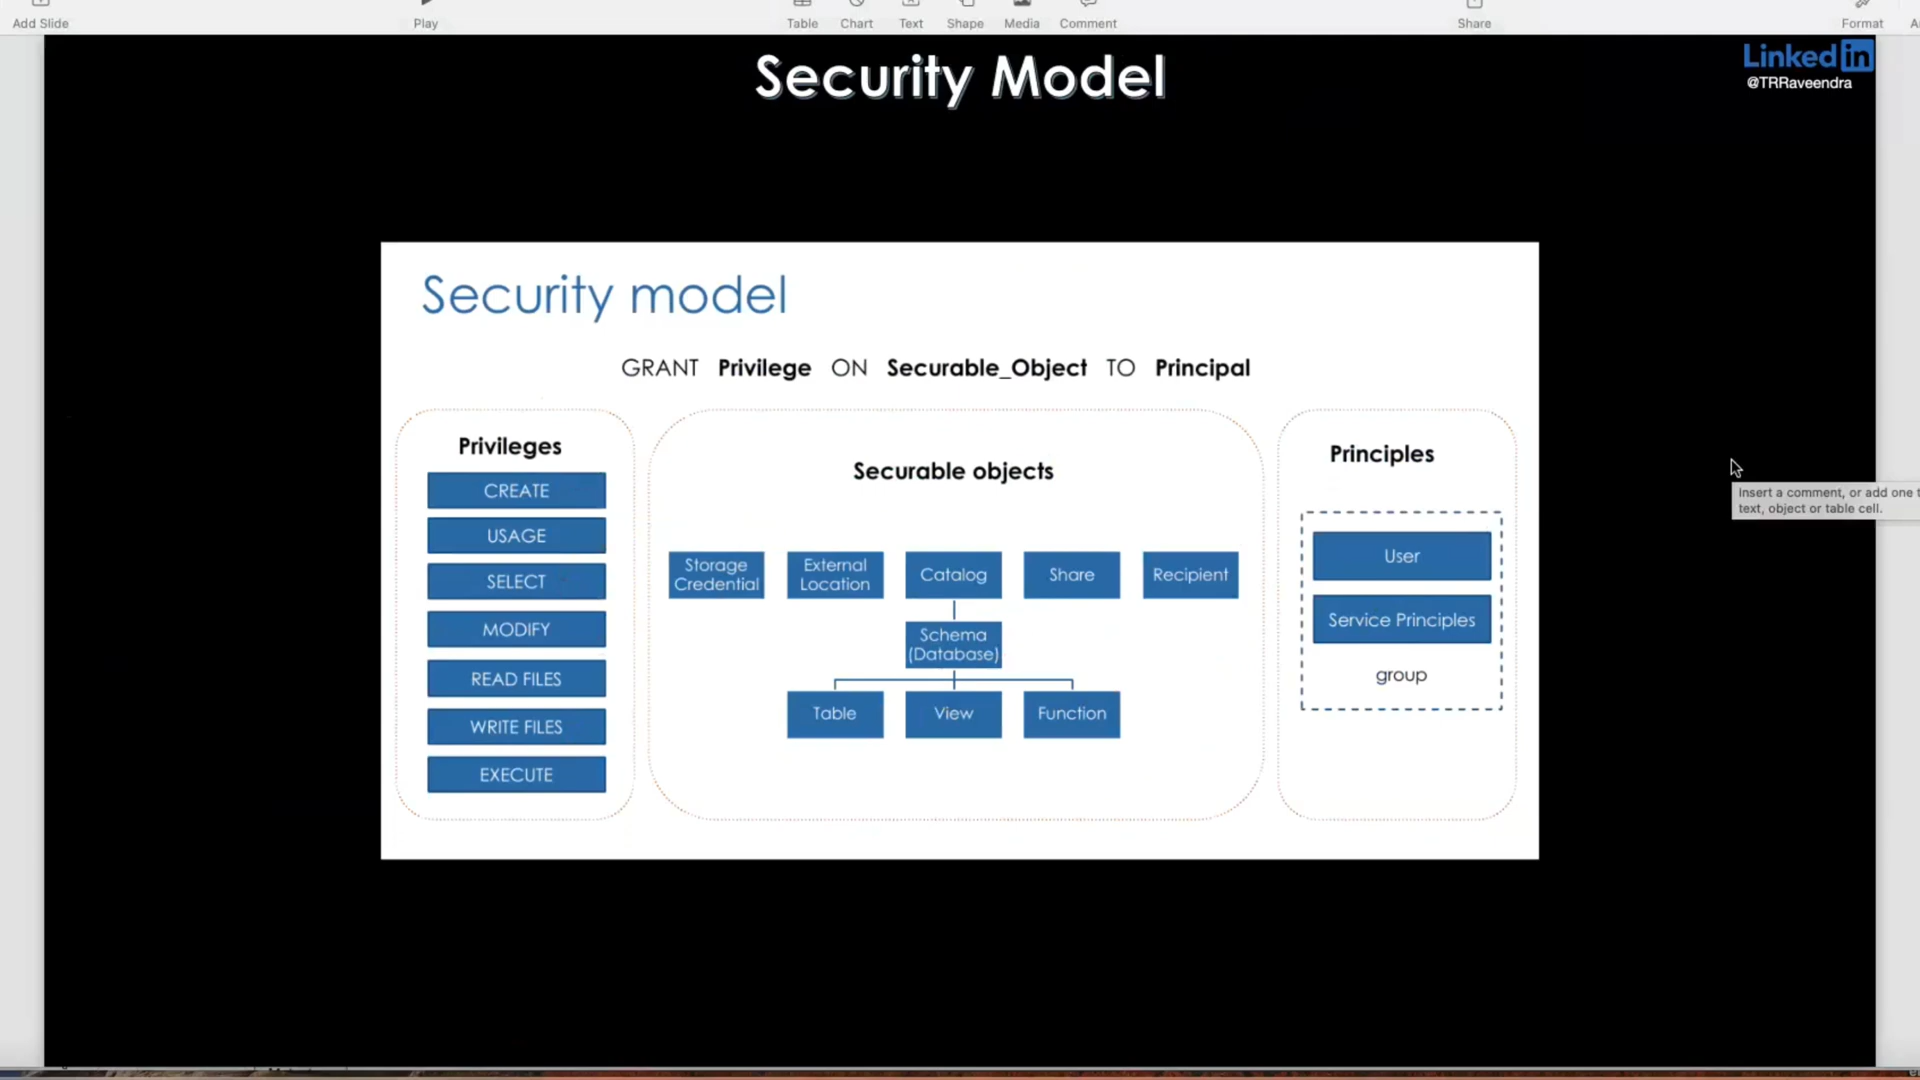 Add Slide
Play
Table
Chart
Text
Shape
Media
Comment
Share
Format
Security Model
Linkedin
@TRRaveendra
Security model
GRANT Privilege ON Securable_Object TO Principal
Privileges
CREATE
USAGE
SELECT
MODIFY
READ FILES
WRITE FILES
EXECUTE
Securable objects
Storage
Credential
External
Location
Catalog
Share
Recipient
Schema
(Database)
Table
View
Function
Principles
User
Service Principles
group
Insert a comment, or add one t
text, object or table cell.